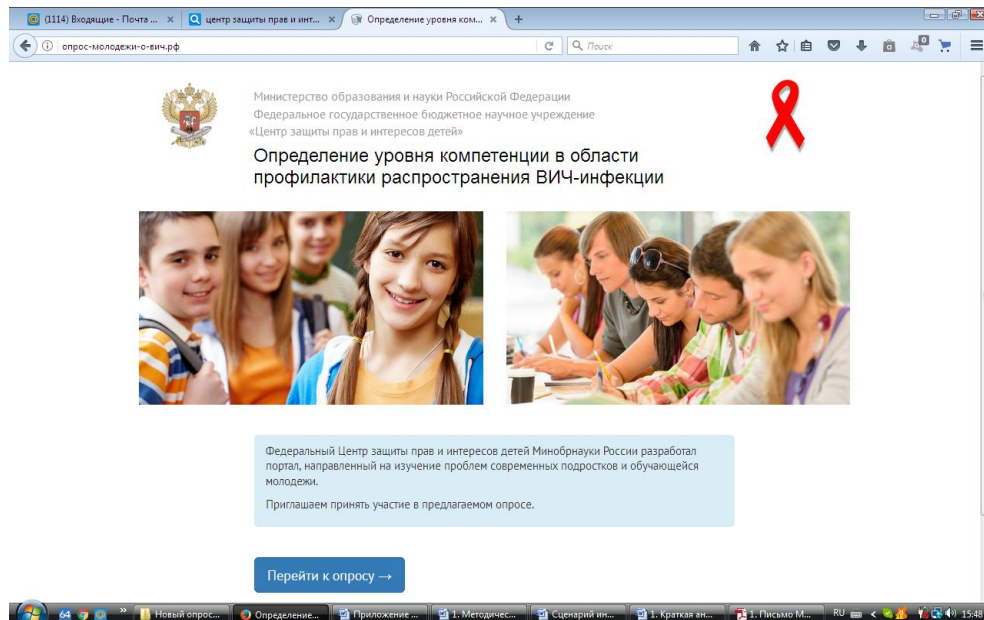 (1114) Входящие - Почта ...
центр защиты прав и инт...
Определение уровня ком...
опрос-молодежи-о-вич.рф
Поиск
0
Министерство образования и науки Российской Федерации
Федеральное государственное бюджетное научное учреждение
«Центр защиты прав и интересов детей»
Определение уровня компетенции в области
профилактики распространения ВИЧ-инфекции
Федеральный Центр защиты прав и интересов детей Минобрнауки России разработал
портал, направленный на изучение проблем современных подростков и обучающейся
молодежи.
Приглашаем принять участие в предлагаемом опросе.
Перейти к опросу →
64
Новый опрос...
Определение...
Приложение ...
1. Методичес...
Сценарий ин...
1. Краткая ан...
1. Письмо М...
RU
15:48